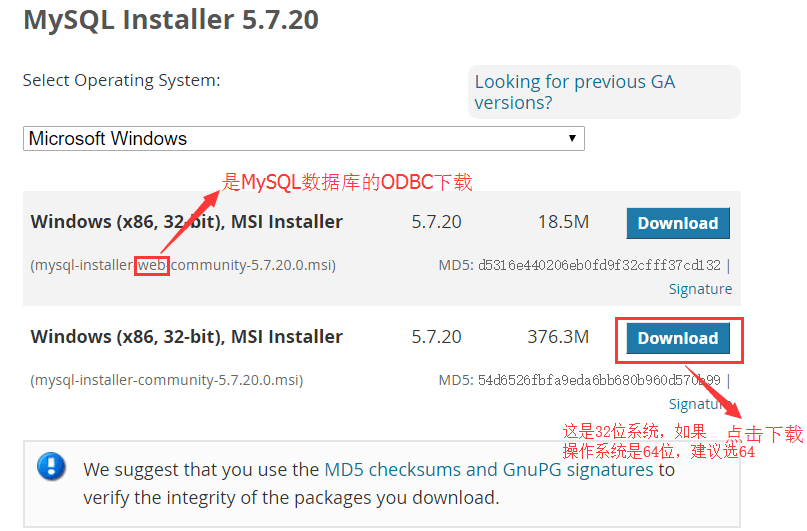 MySQL Installer 5.7.20
Select Operating System:
Looking for previous GA
versions?
Microsoft Windows
是MySQL数据库的ODBC下载
Windows (x86, 32-bit), MSI Installer 5.7.20 18.5M Download
(mysql-installer-web-community-5.7.20.0.msi) MD5: d5316e440206eb0fd9f32cfff37cd132 |
Signature
Windows (x86, 32-bit), MSI Installer 5.7.20 376.3M Download
(mysql-installer-community-5.7.20.0.msi) MD5: 54d6526fbfa9eda6bb680b960d570b99 |
Signature
这是32位系统，如果
操作系统是64位，建议选64
点击下载
We suggest that you use the MD5 checksums and GnuPG signatures to
verify the integrity of the packages you download.